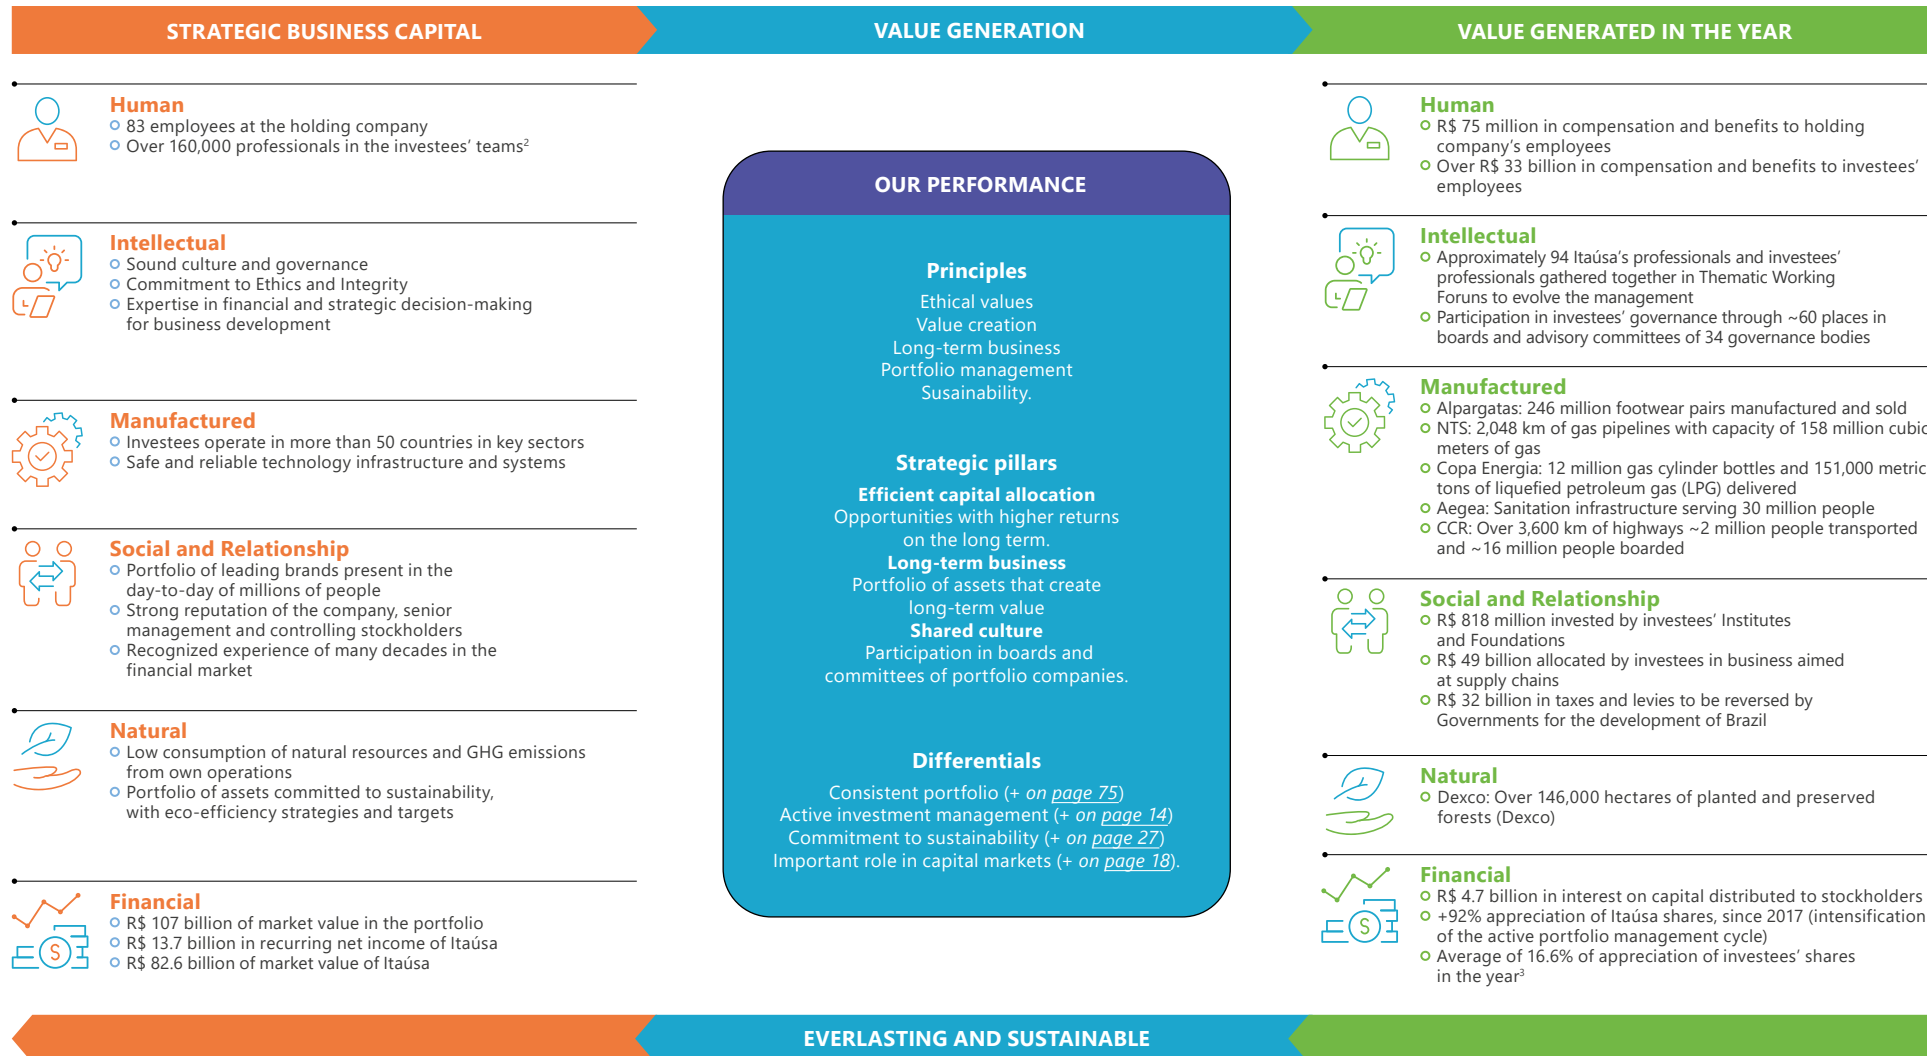 STRATEGIC BUSINESS CAPITAL
VALUE GENERATION
VALUE GENERATED IN THE YEAR
Human
83 employees at the holding company
Over 160,000 professionals in the investees’ teams²
Intellectual
Sound culture and governance
Commitment to Ethics and Integrity
Expertise in financial and strategic decision-making
for business development
Manufactured
Investees operate in more than 50 countries in key sectors
Safe and reliable technology infrastructure and systems
Social and Relationship
Portfolio of leading brands present in the
day-to-day of millions of people
Strong reputation of the company, senior
management and controlling stockholders
Recognized experience of many decades in the
financial market
Natural
Low consumption of natural resources and GHG emissions
from own operations
Portfolio of assets committed to sustainability,
with eco-efficiency strategies and targets
Financial
R$ 107 billion of market value in the portfolio
R$ 13.7 billion in recurring net income of Itaúsa
R$ 82.6 billion of market value of Itaúsa
OUR PERFORMANCE
Principles
Ethical values
Value creation
Long-term business
Portfolio management
Susainability.
Strategic pillars
Efficient capital allocation
Opportunities with higher returns
on the long term.
Long-term business
Portfolio of assets that create
long-term value
Shared culture
Participation in boards and
committees of portfolio companies.
Differentials
Consistent portfolio (+ on page 75)
Active investment management (+ on page 14)
Commitment to sustainability (+ on page 27)
Important role in capital markets (+ on page 18).
Human
R$ 75 million in compensation and benefits to holding
company’s employees
Over R$ 33 billion in compensation and benefits to investees’
employees
Intellectual
Approximately 94 Itaúsa’s professionals and investees’
professionals gathered together in Thematic Working
Foruns to evolve the management
Participation in investees’ governance through ~60 places in
boards and advisory committees of 34 governance bodies
Manufactured
Alpargatas: 246 million footwear pairs manufactured and sold
NTS: 2,048 km of gas pipelines with capacity of 158 million cubic
meters of gas
Copa Energia: 12 million gas cylinder bottles and 151,000 metric
tons of liquefied petroleum gas (LPG) delivered
Aegea: Sanitation infrastructure serving 30 million people
CCR: Over 3,600 km of highways ~2 million people transported
and ~16 million people boarded
Social and Relationship
R$ 818 million invested by investees’ Institutes
and Foundations
R$ 49 billion allocated by investees in business aimed
at supply chains
R$ 32 billion in taxes and levies to be reversed by
Governments for the development of Brazil
Natural
Dexco: Over 146,000 hectares of planted and preserved
forests (Dexco)
Financial
R$ 4.7 billion in interest on capital distributed to stockholders
+92% appreciation of Itaúsa shares, since 2017 (intensification
of the active portfolio management cycle)
Average of 16.6% of appreciation of investees’ shares
in the year³
EVERLASTING AND SUSTAINABLE